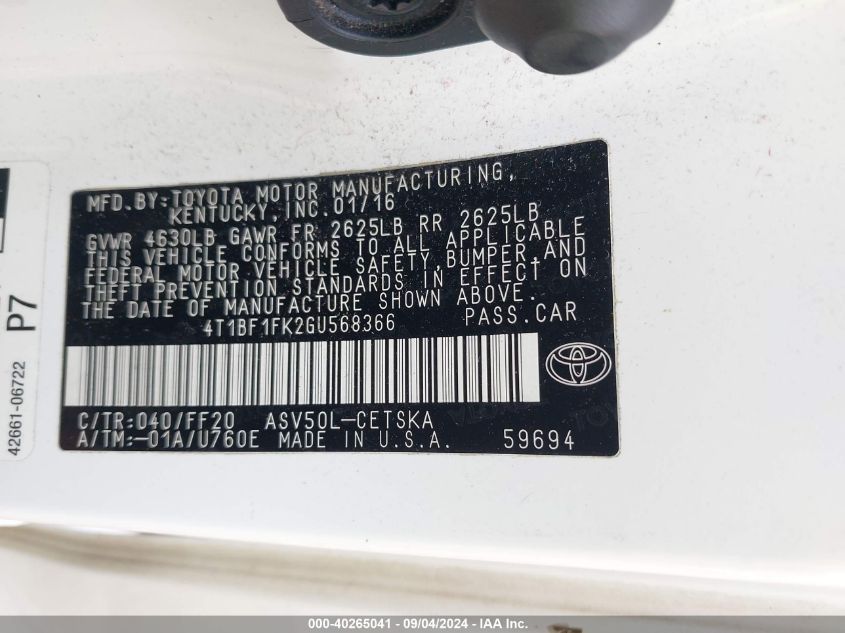 MFD. BY: TOYOTA MOTOR MANUFACTURING,
KENTUCKY, INC. 01/16
GVWR 4630LB GAWR FR 2625LB RR 2625LB
THIS VEHICLE CONFORMS TO ALL APPLICABLE
FEDERAL MOTOR VEHICLE SAFETY, BUMPER, AND
THEFT PREVENTION STANDARDS IN EFFECT ON
THE DATE OF MANUFACTURE SHOWN ABOVE.
4T1BF1FK2GU568366 PASS. CAR
C/TR: 040/FF20 ASV50L-CETSKA
A/TM: -01A/U760E MADE IN U.S.A. 59694
P7
42661-06722
000-40265041 - 09/04/2024 - IAA Inc.